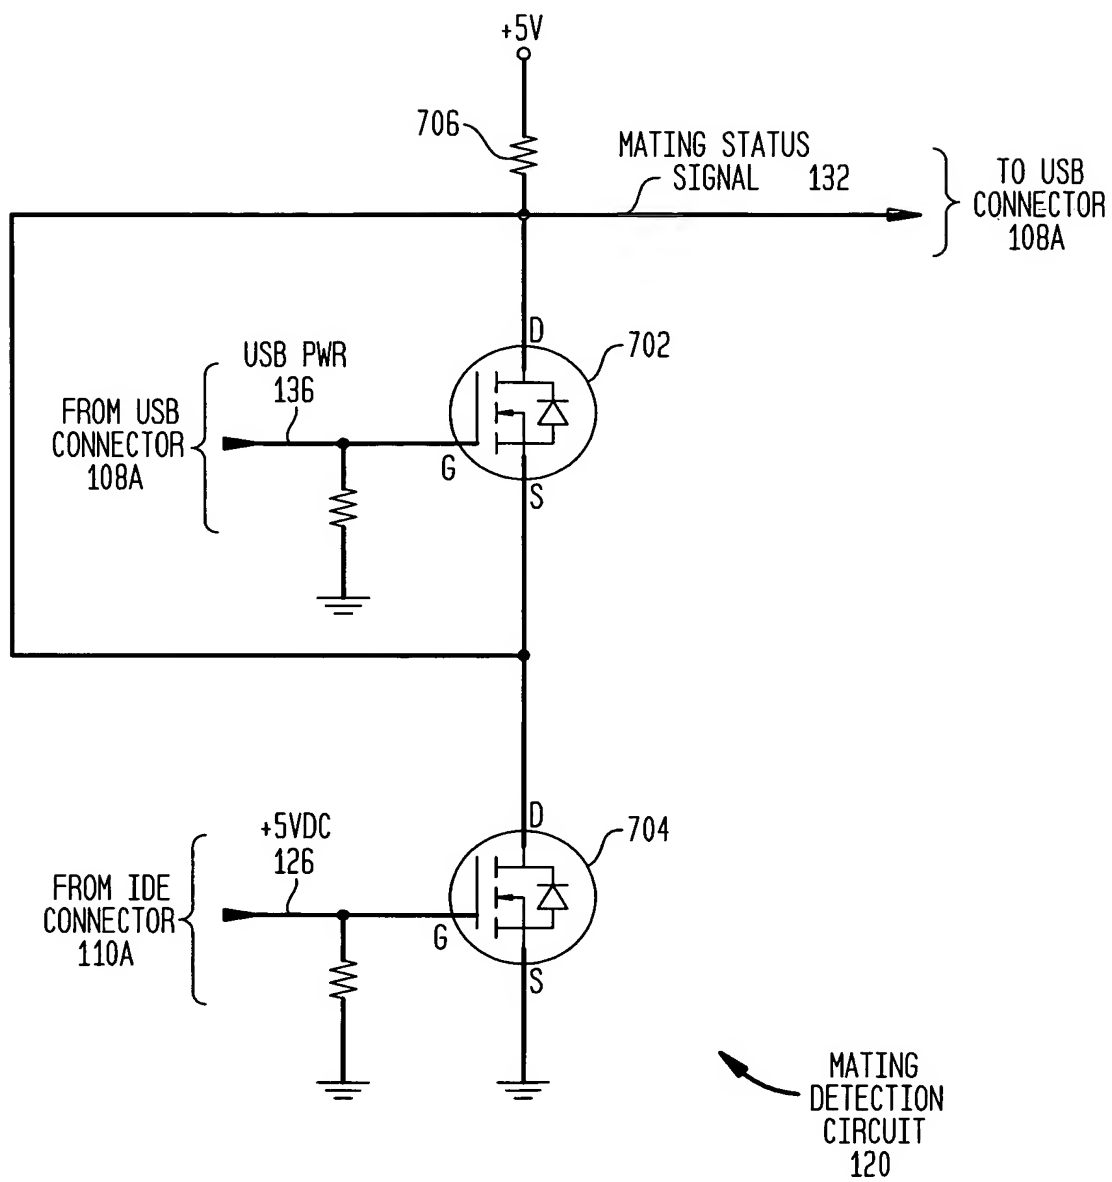 +5V
706
MATING STATUS
SIGNAL 132
TO USB
CONNECTOR
108A
D
702
USB PWR
136
FROM USB
CONNECTOR
108A
G
S
D
704
+5VDC
126
FROM IDE
CONNECTOR
110A
G
S
MATING
DETECTION
CIRCUIT
120